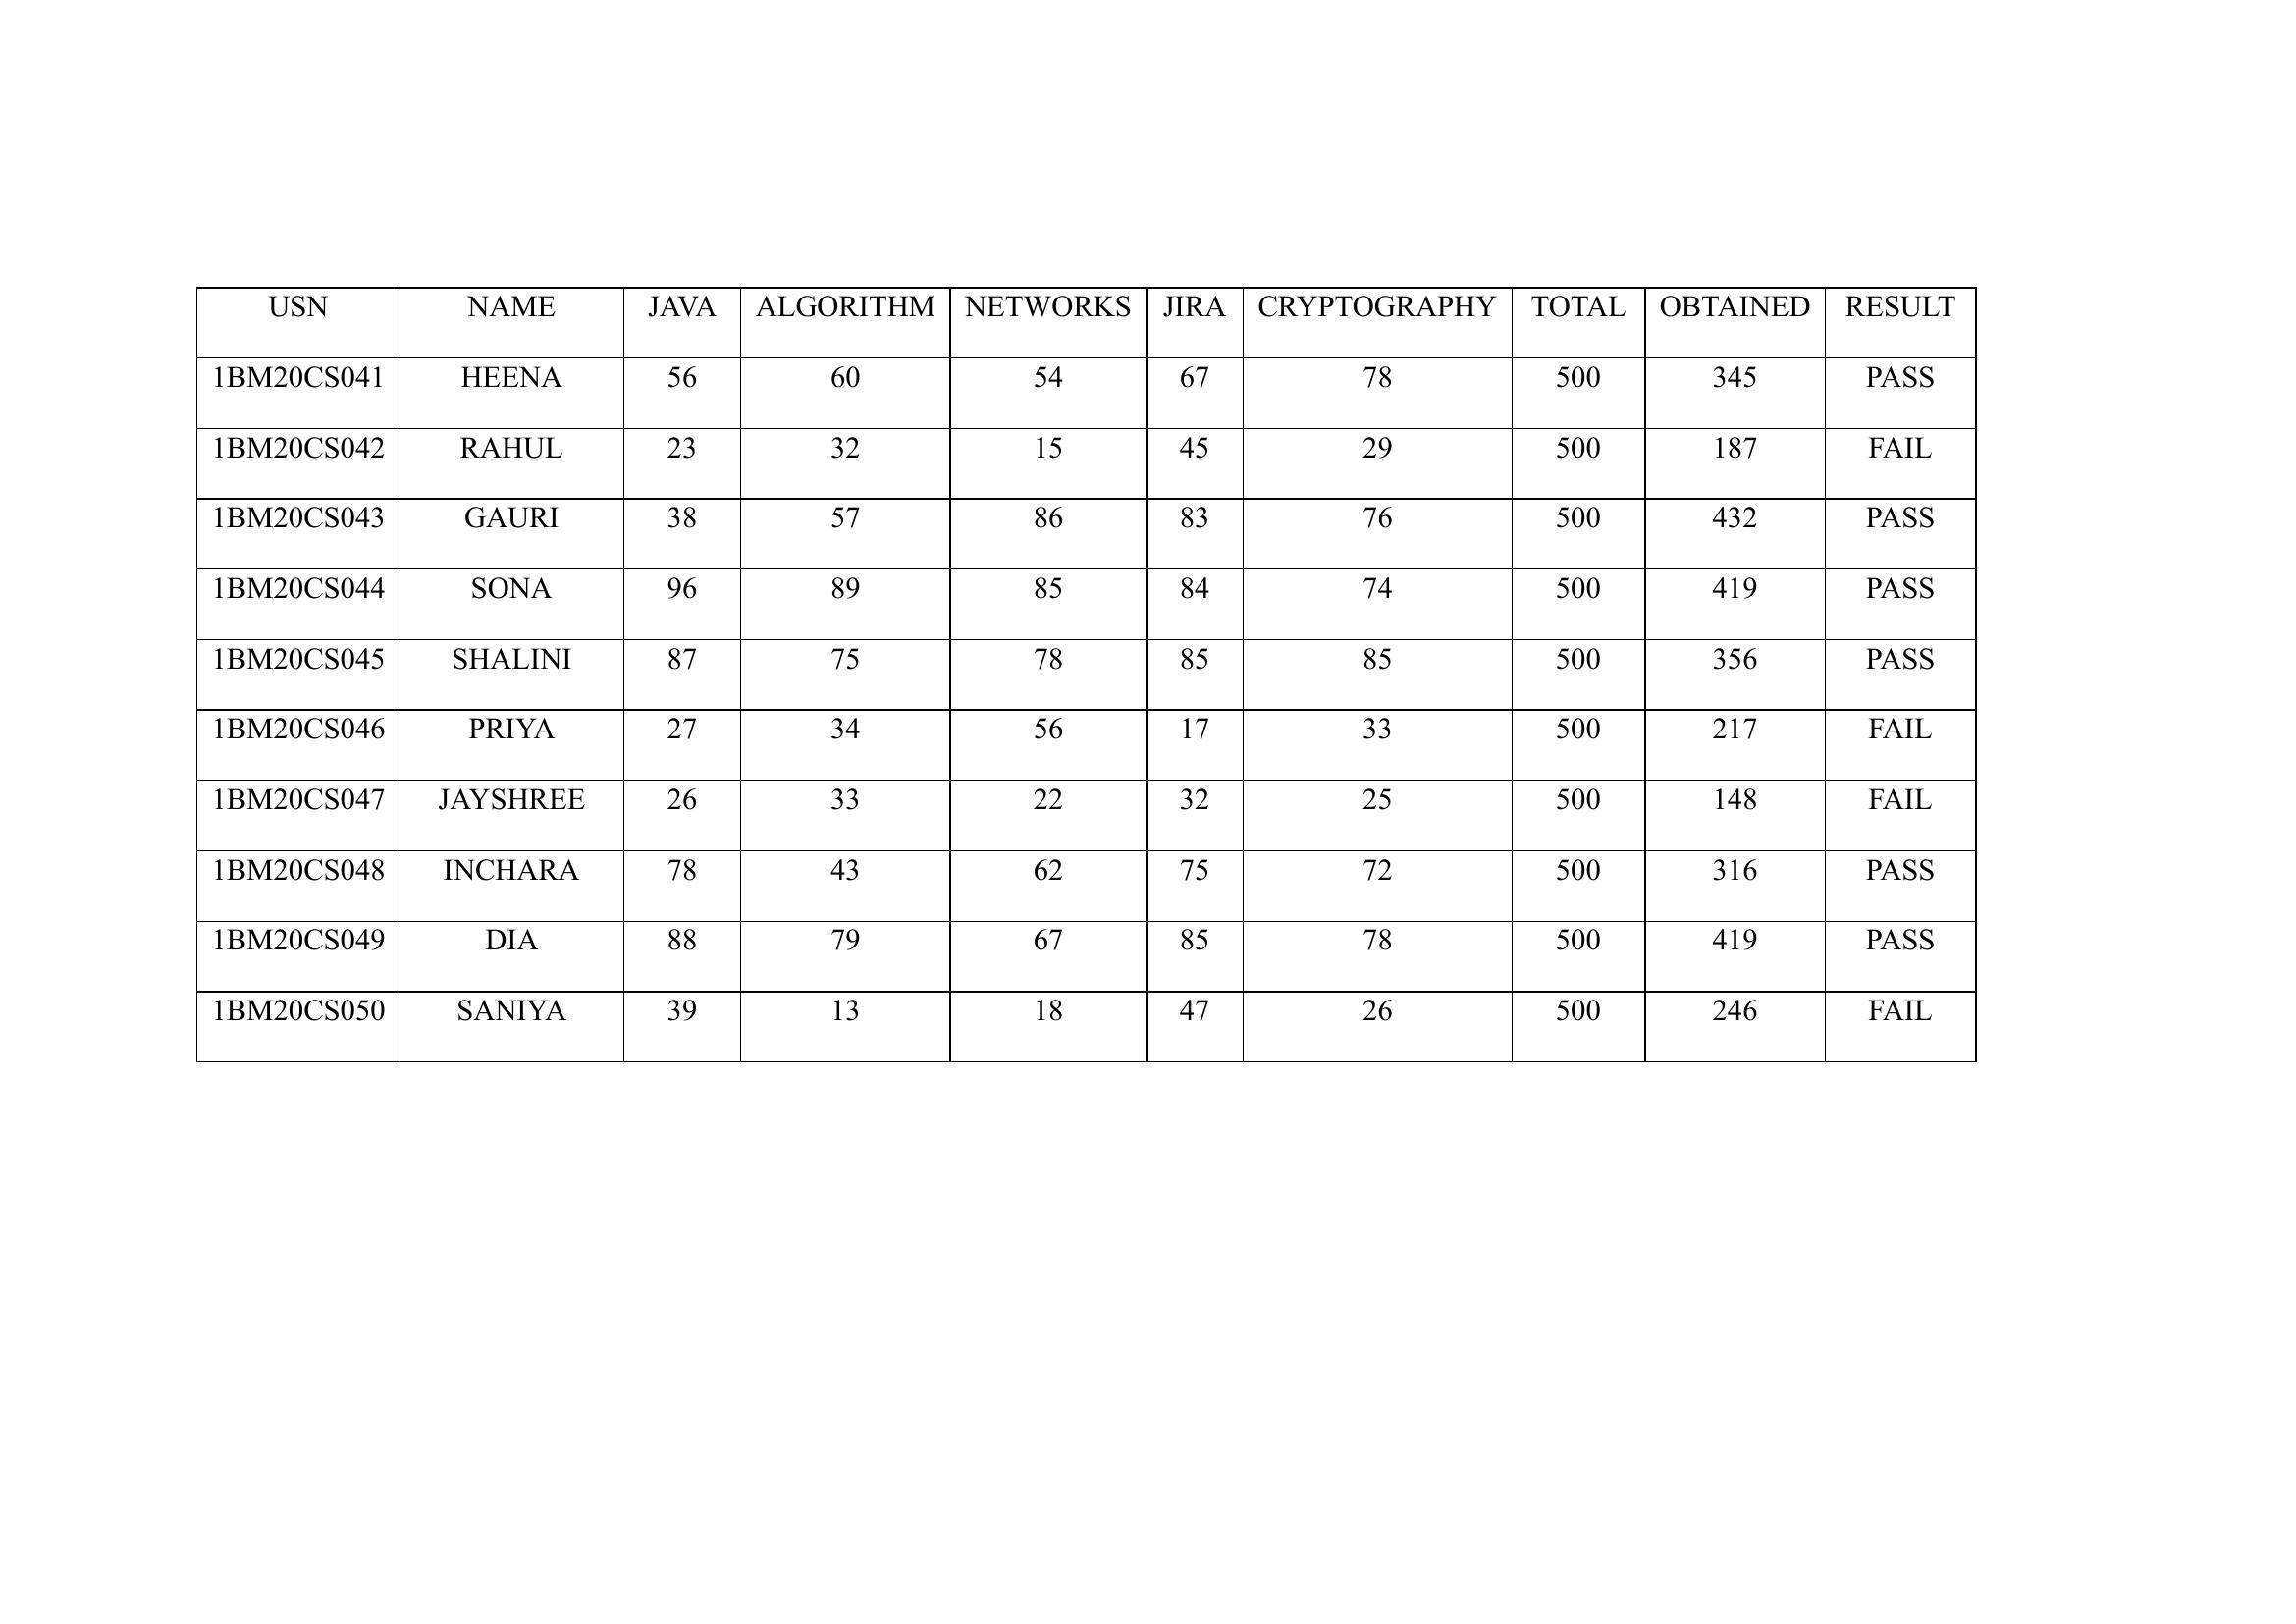 USN NAME JAVA ALGORITHM NETWORKS JIRA CRYPTOGRAPHY TOTAL OBTAINED RESULT
1BM20CS041 HEENA 56 60 54 67 78 500 345 PASS
1BM20CS042 RAHUL 23 32 15 45 29 500 187 FAIL
1BM20CS043 GAURI 38 57 86 83 76 500 432 PASS
1BM20CS044 SONA 96 89 85 84 74 500 419 PASS
1BM20CS045 SHALINI 87 75 78 85 85 500 356 PASS
1BM20CS046 PRIYA 27 34 56 17 33 500 217 FAIL
1BM20CS047 JAYSHREE 26 33 22 32 25 500 148 FAIL
1BM20CS048 INCHARA 78 43 62 75 72 500 316 PASS
1BM20CS049 DIA 88 79 67 85 78 500 419 PASS
1BM20CS050 SANIYA 39 13 18 47 26 500 246 FAIL